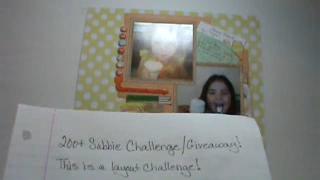 200+ Subbie Challenge/Giveaway!
This is a layout challenge!